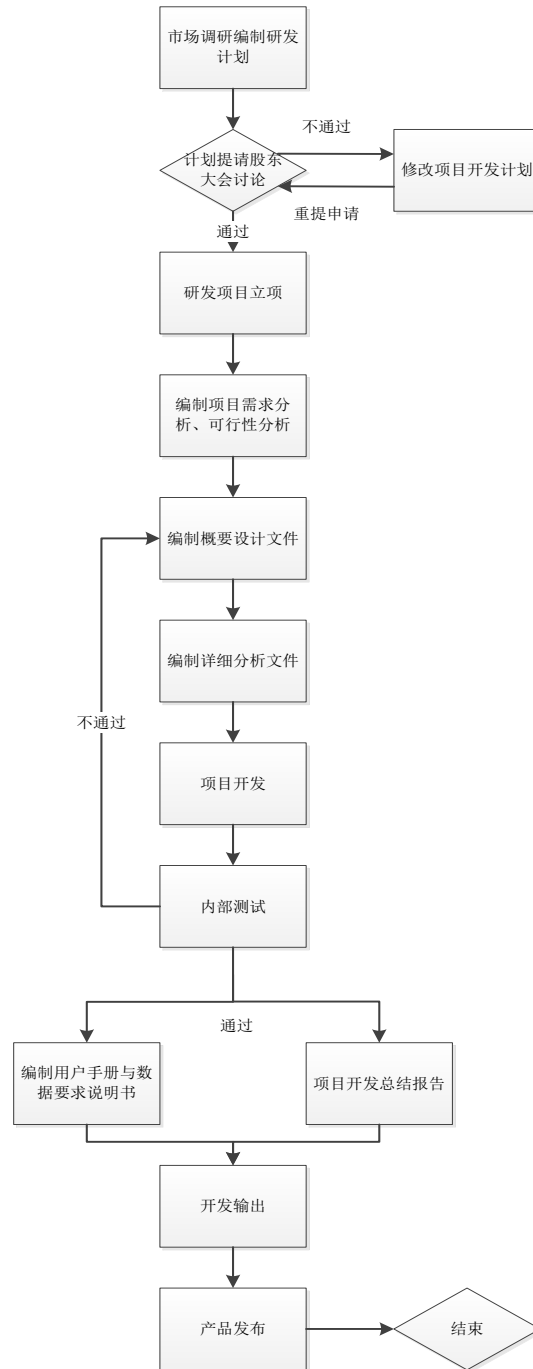 市场调研编制研发
计划
不通过
计划提请股东
大会讨论
修改项目开发计划
重提申请
通过
研发项目立项
编制项目需求分
析、可行性分析
编制概要设计文件
编制详细分析文件
不通过
项目开发
内部测试
通过
编制用户手册与数
据要求说明书
项目开发总结报告
开发输出
产品发布
结束